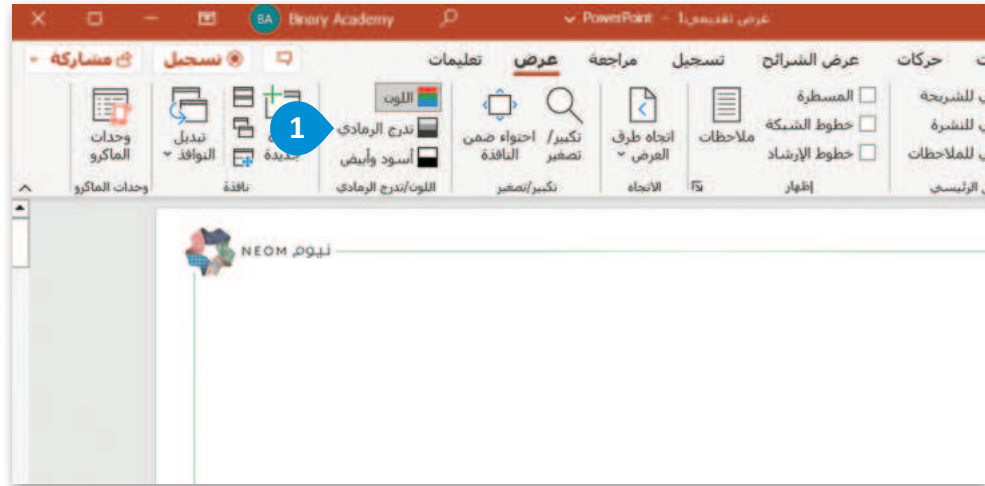 عرض تقديمي1 - PowerPoint
Binary Academy
BA
حركات
عرض الشرائح
تسجيل
مراجعة
عرض
تعليمات
تسجيل
مشاركة
للشريحة
للنشرة
للملاحظات
الرئيسي
المسطرة
خطوط الشبكة
خطوط الإرشاد
إظهار
ملاحظات
اتجاه طرف
العرض
الاتجاه
تكبير/
تصغير
احتواء ضمن
النافذة
تكبير/تصغير
اللون
تدرج الرمادي
أسود وأبيض
اللون/تدرج الرمادي
1
جديدة
تبديل
النوافذ
نافذة
وحدات
الماكرو
وحدات الماكرو
نيوم NEOM